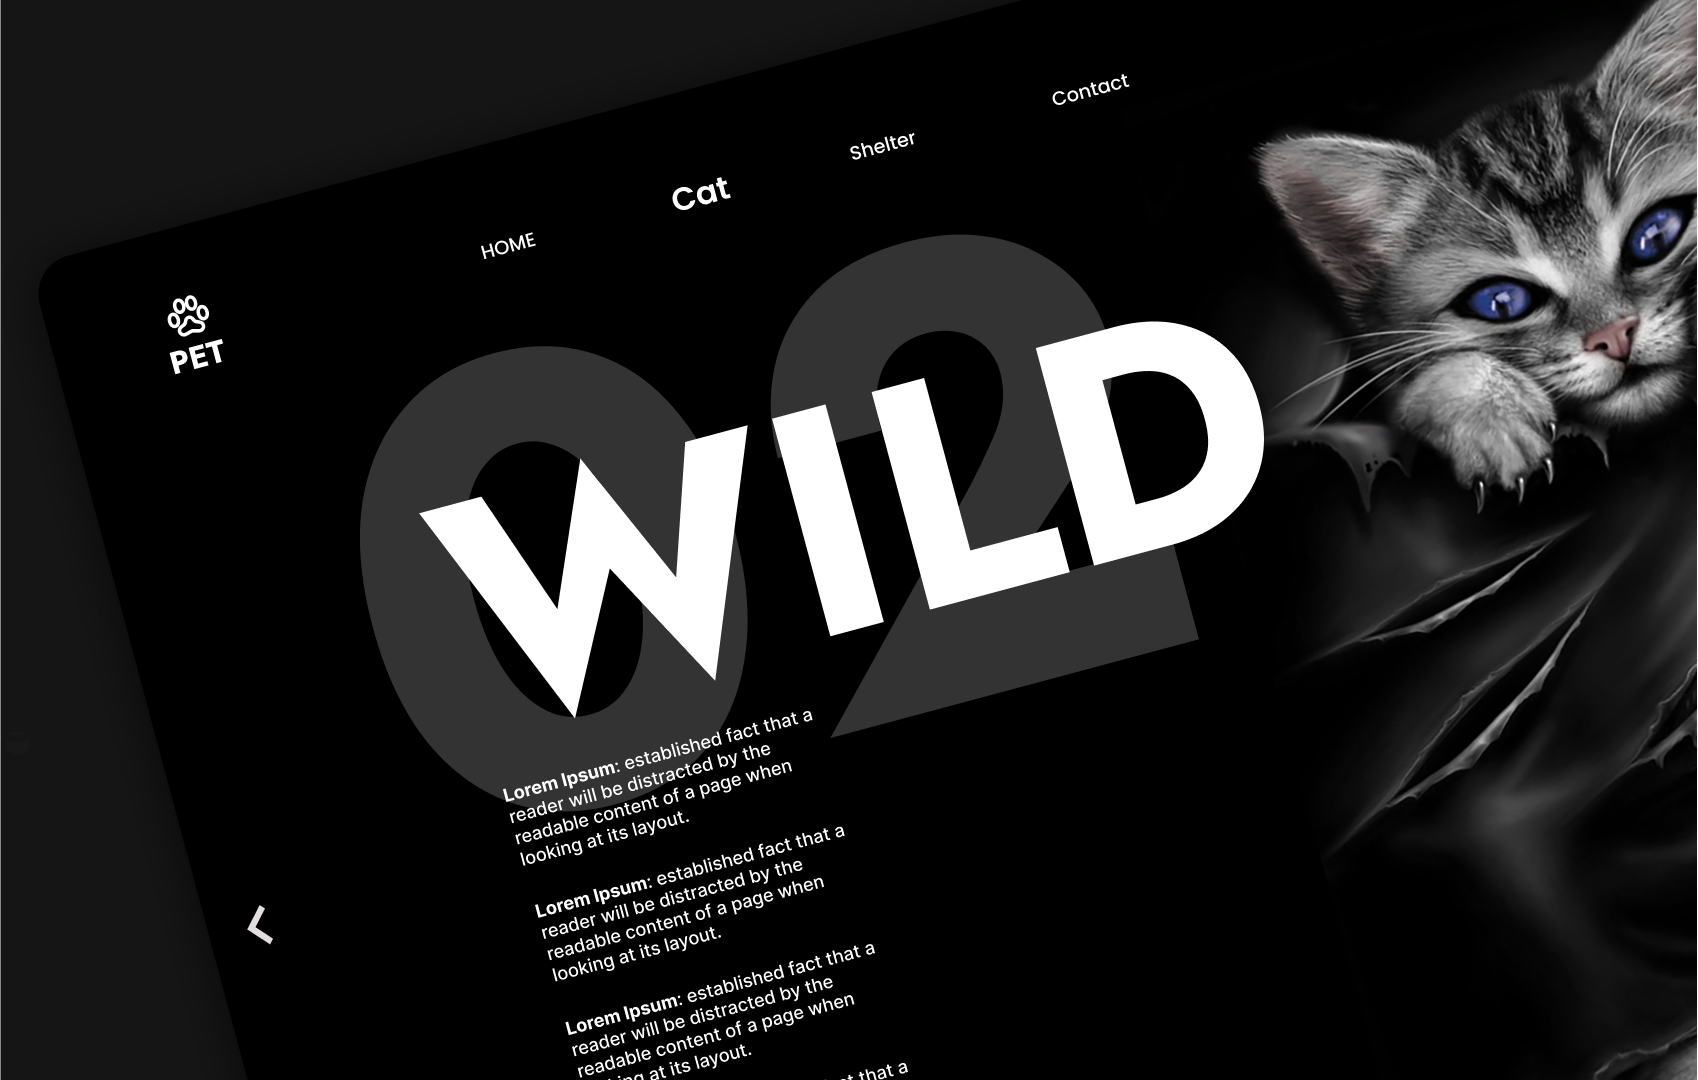 HOME
Cat
Shelter
Contact
PET
02
WILD
Lorem Ipsum: established fact that a
reader will be distracted by the
readable content of a page when
looking at its layout.
Lorem Ipsum: established fact that a
reader will be distracted by the
readable content of a page when
looking at its layout.
Lorem Ipsum: established fact that a
reader will be distracted by the
readable content of a page when
looking at its layout.
fact that a